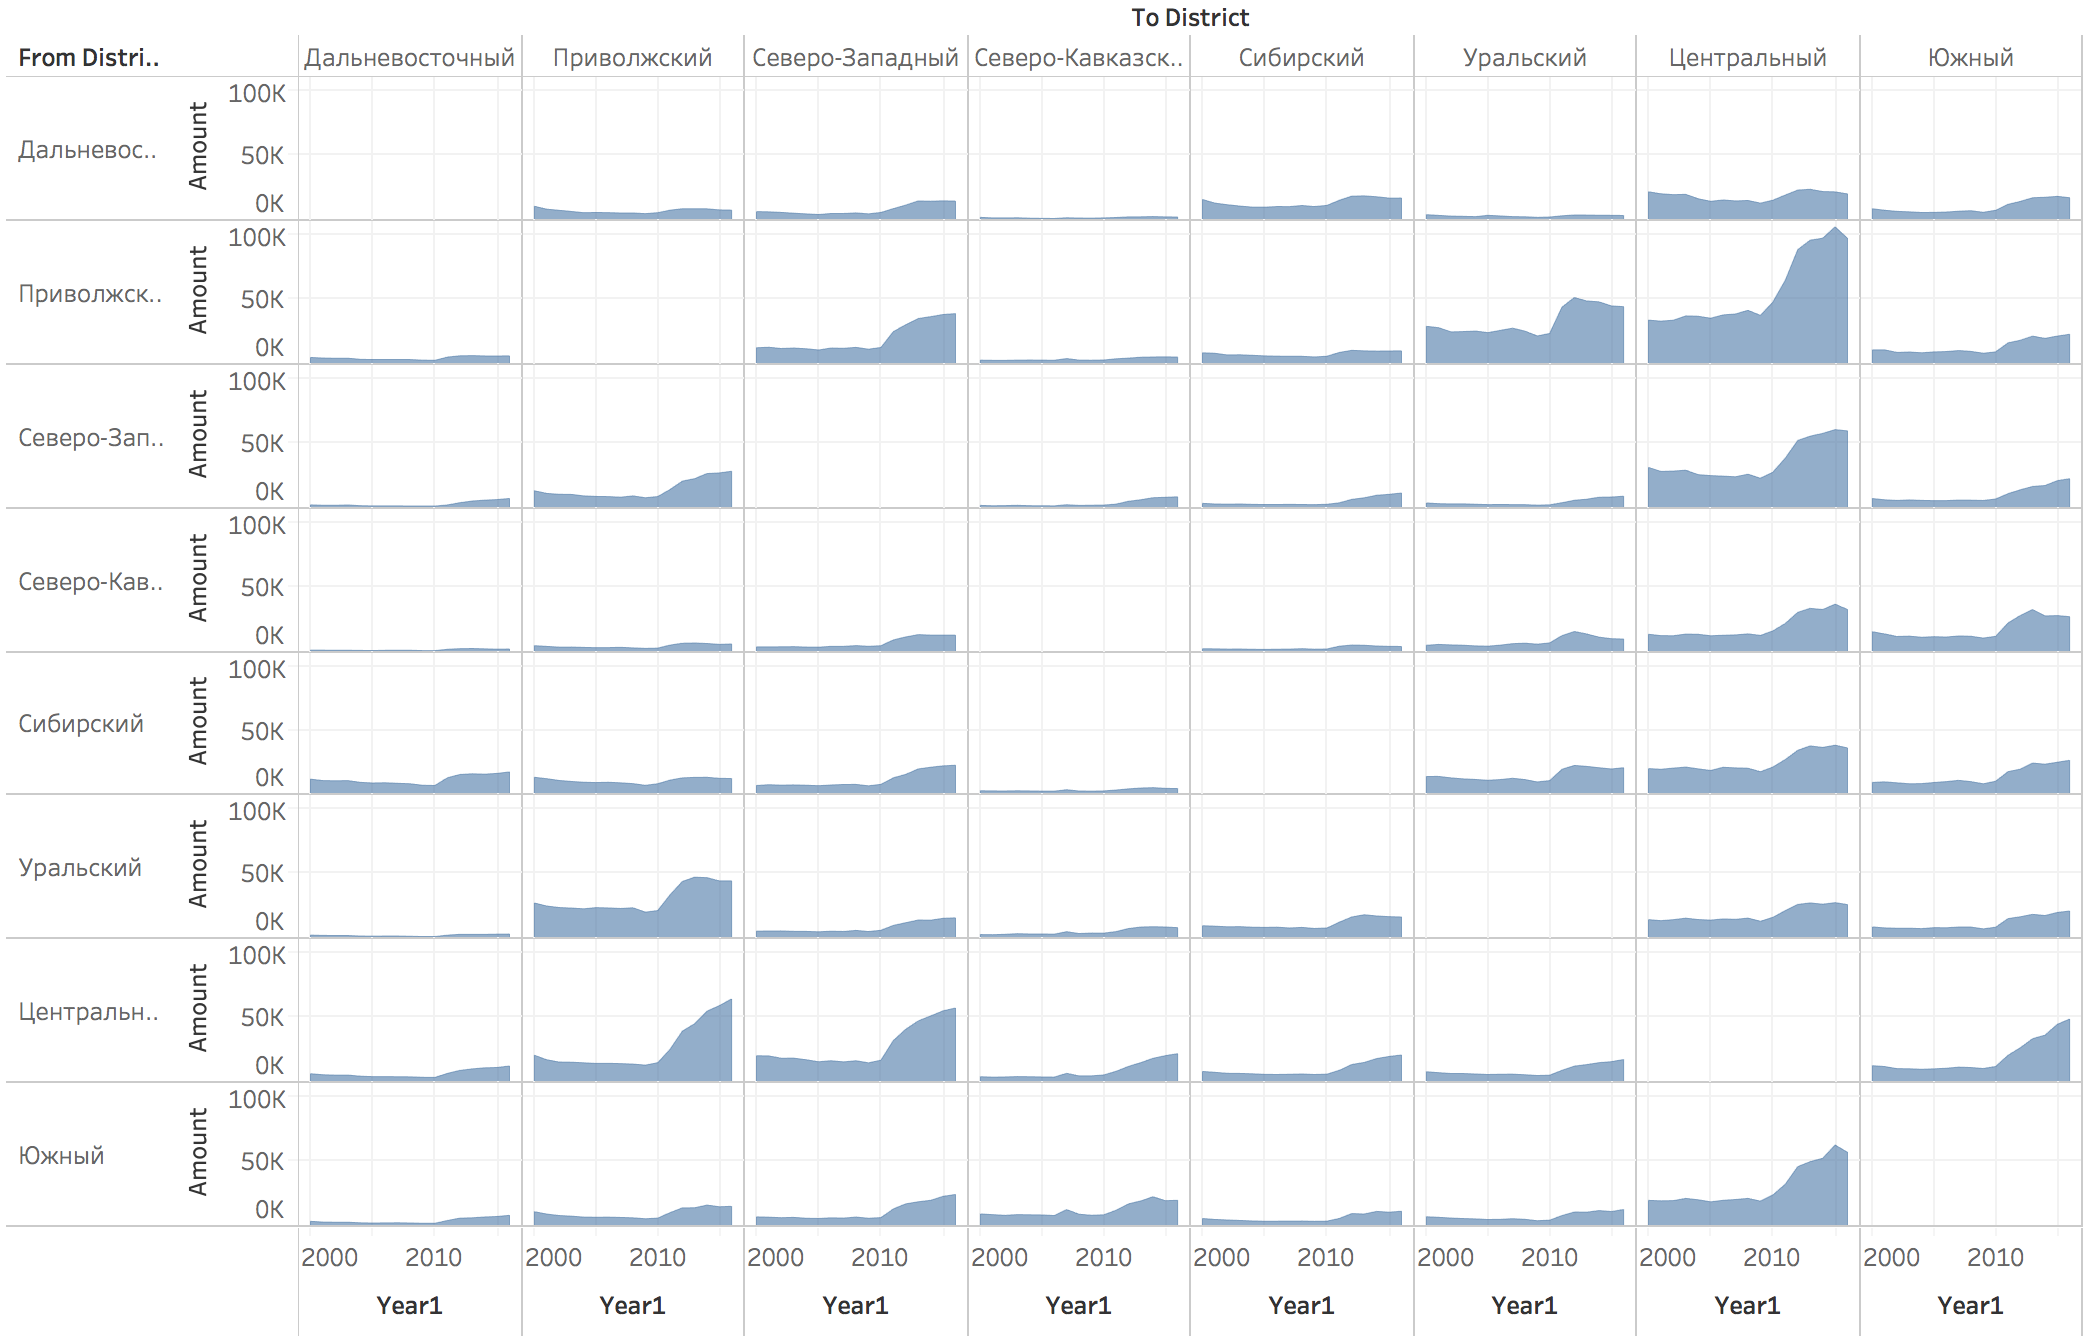 To District
From Distri.. Дальневосточный Приволжский Северо-Западный Северо-Кавказск.. Сибирский Уральский Центральный Южный
Дальневос.. Amount 100K 50K 0K
Приволжск.. Amount 100K 50K 0K
Северо-Зап.. Amount 100K 50K 0K
Северо-Кав.. Amount 100K 50K 0K
Сибирский Amount 100K 50K 0K
Уральский Amount 100K 50K 0K
Центральн.. Amount 100K 50K 0K
Южный Amount 100K 50K 0K
2000 2010 2000 2010 2000 2010 2000 2010 2000 2010 2000 2010 2000 2010 2000 2010
Year1 Year1 Year1 Year1 Year1 Year1 Year1 Year1